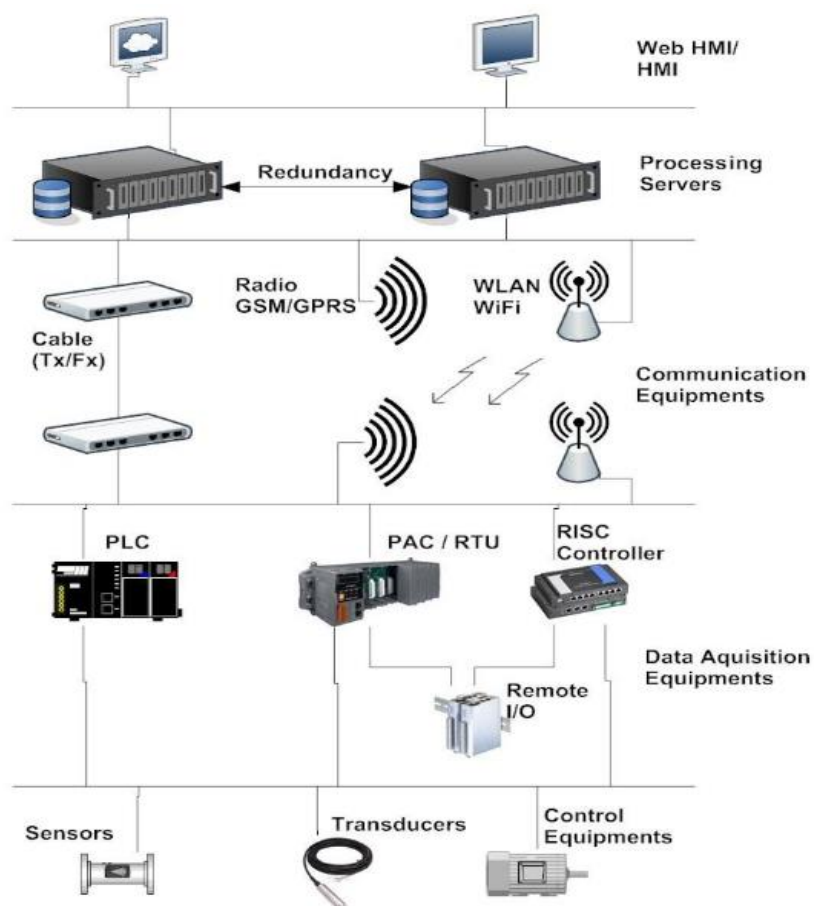 Web HMI/
HMI
Redundancy
Processing
Servers
Radio
GSM/GPRS
WLAN
WiFi
Cable
(Tx/Fx)
Communication
Equipments
PLC
PAC / RTU
RISC
Controller
Data Aquisition
Equipments
Remote
I/O
Sensors
Transducers
Control
Equipments